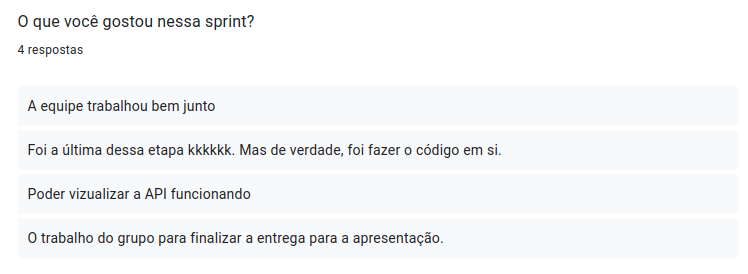 O que você gostou nessa sprint?
4 respostas
A equipe trabalhou bem junto
Foi a última dessa etapa kkkkkk. Mas de verdade, foi fazer o código em si.
Poder vizualizar a API funcionando
O trabalho do grupo para finalizar a entrega para a apresentação.